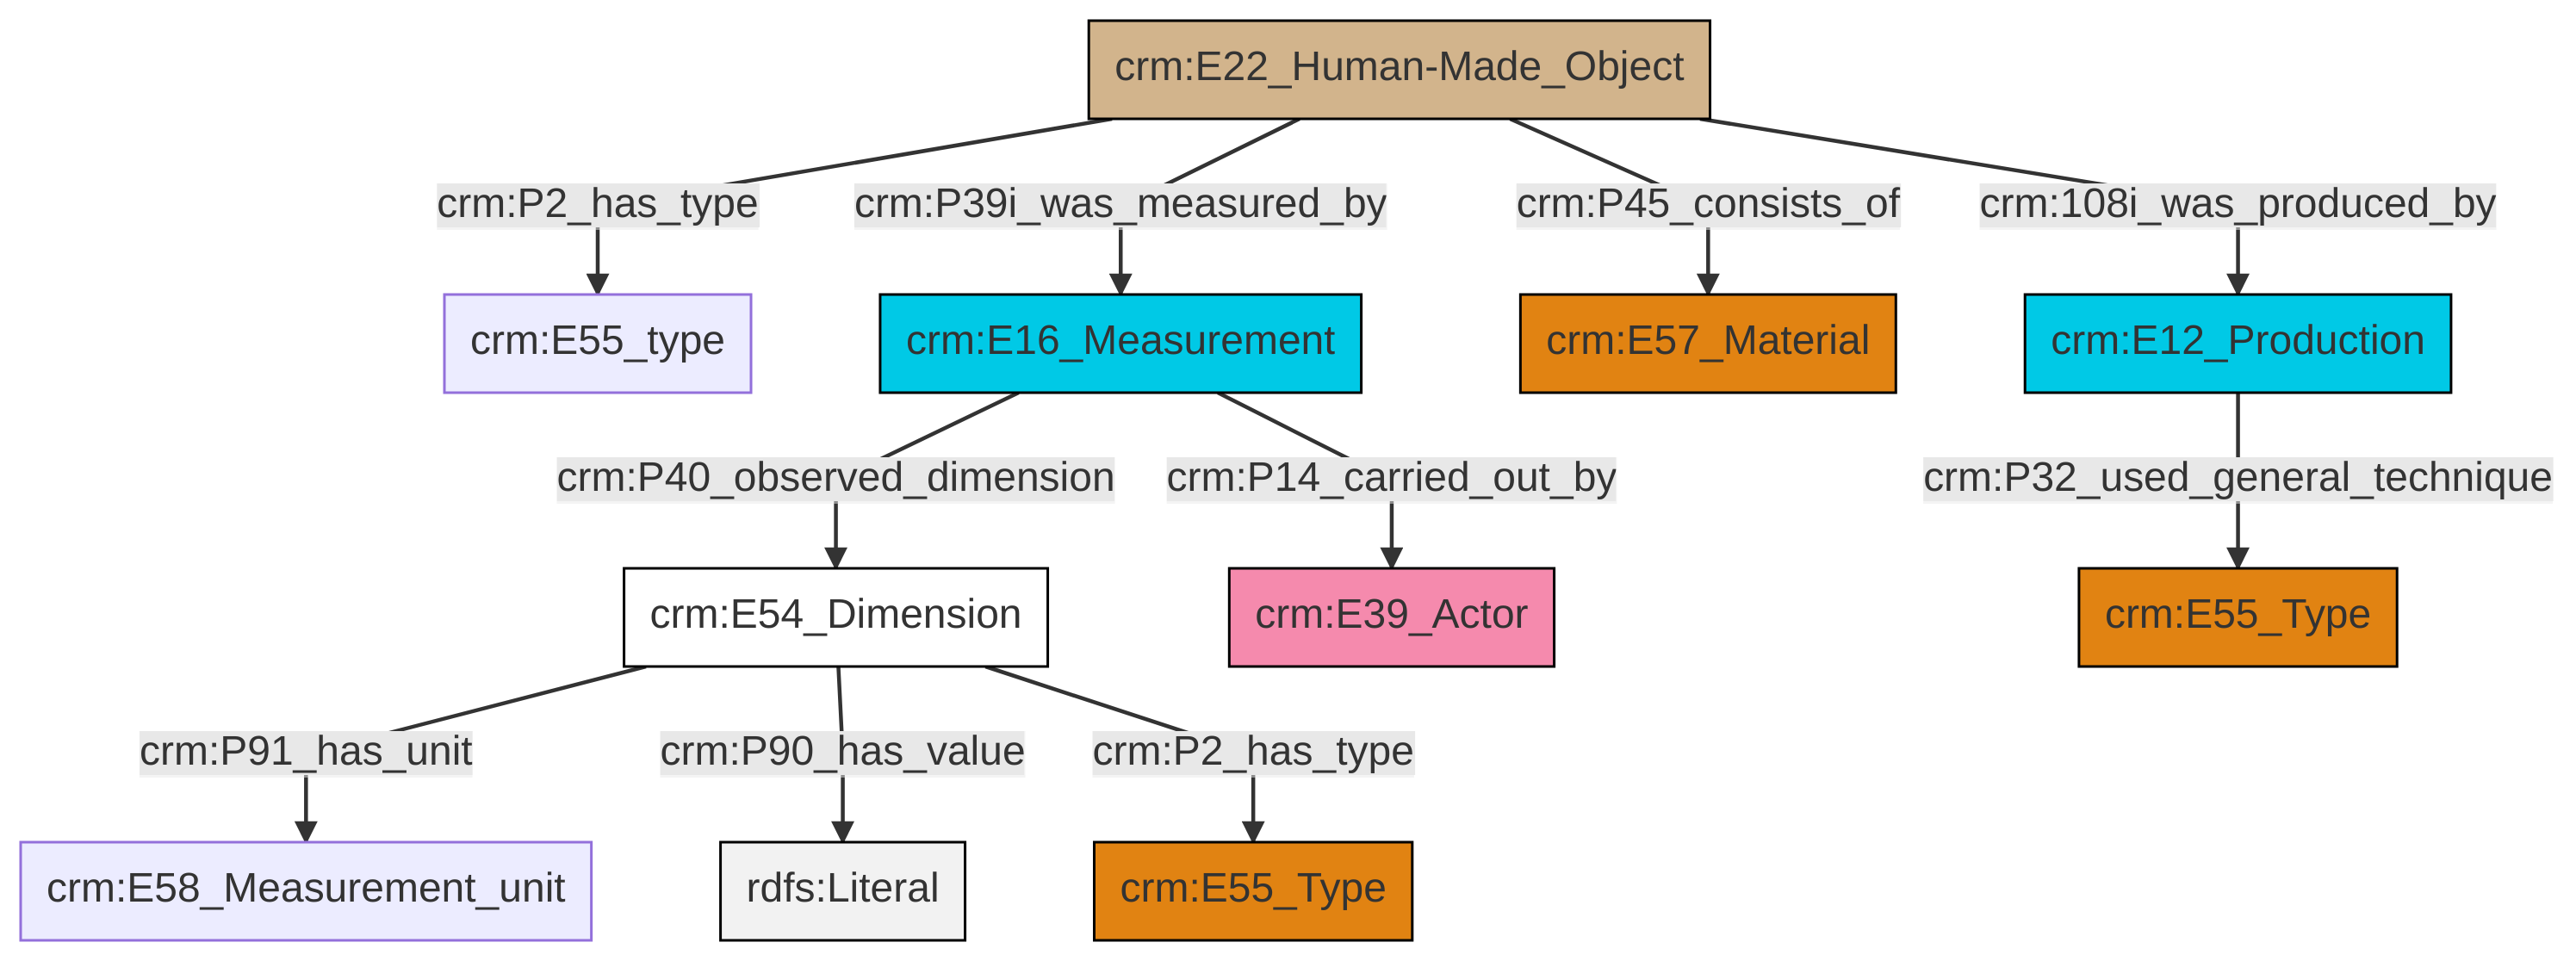 crm:E22_Human-Made_Object
crm:P2_has_type
crm:P39i_was_measured_by
crm:P45_consists_of
crm:108i_was_produced_by
crm:E55_type
crm:E16_Measurement
crm:E57_Material
crm:E12_Production
crm:P40_observed_dimension
crm:P14_carried_out_by
crm:P32_used_general_technique
crm:E54_Dimension
crm:E39_Actor
crm:E55_Type
crm:P91_has_unit
crm:P90_has_value
crm:P2_has_type
crm:E58_Measurement_unit
rdfs:Literal
crm:E55_Type